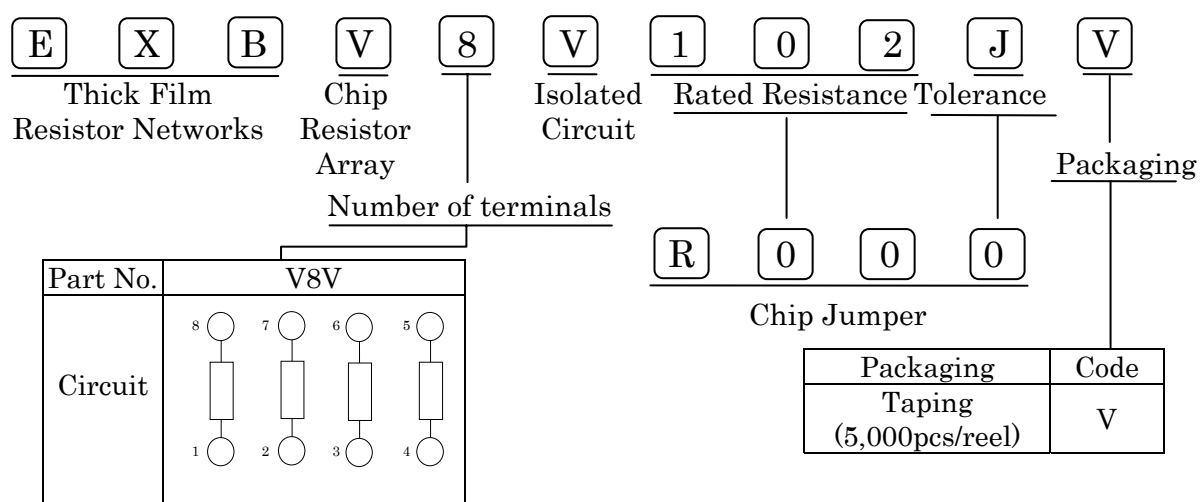 E X B V 8 V 1 0 2 J V
Thick Film
Resistor Networks
Chip
Resistor
Array
Isolated
Circuit
Rated Resistance
Tolerance
Packaging
Number of terminals
R 0 0 0
Chip Jumper
Part No. V8V
8 7 6 5
Circuit
1 2 3 4
Packaging Code
Taping
(5,000pcs/reel)
V